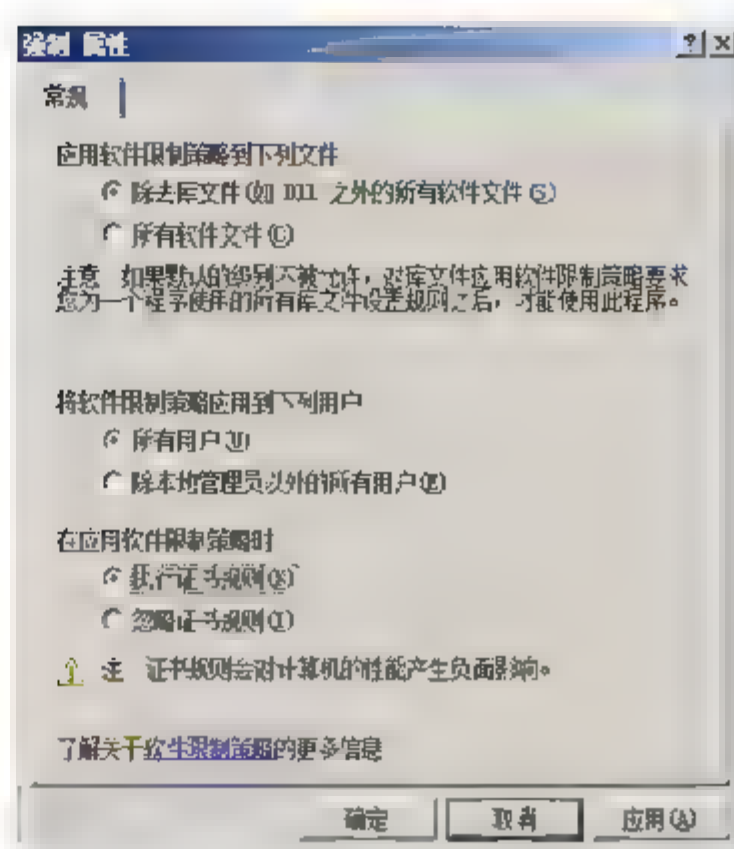 强制 属性
常规
应用软件限制策略到下列文件
除去库文件(如 Dll 之外的所有软件文件(S)
所有软件文件(C)
注意 如果默认的级别不被允许，对库文件应用软件限制策略要求
您为一个程序使用的所有库文件设置规则之后，才能使用此程序。
将软件限制策略应用到下列用户
所有用户(U)
除本地管理员以外的所有用户(E)
在应用软件限制策略时
执行证书规则(R)
忽略证书规则(I)
注 证书规则会对计算机的性能产生负面影响。
了解关于软件限制策略的更多信息
确定 取消 应用(A)